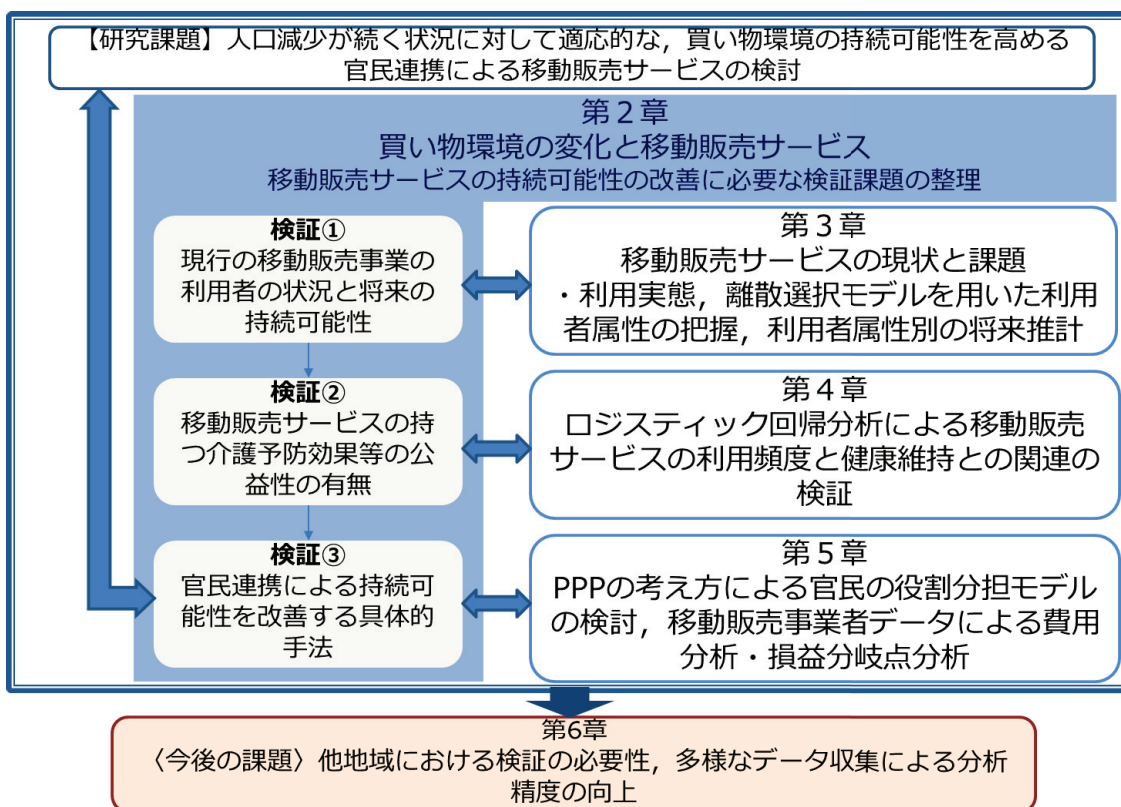 【研究課題】人口減少が続く状況に対して適応的な，買い物環境の持続可能性を高める
官民連携による移動販売サービスの検討
第２章
買い物環境の変化と移動販売サービス
移動販売サービスの持続可能性の改善に必要な検証課題の整理
検証①
現行の移動販売事業の
利用者の状況と将来の
持続可能性
第３章
移動販売サービスの現状と課題
・利用実態，離散選択モデルを用いた利用
者属性の把握，利用者属性別の将来推計
検証②
移動販売サービスの持
つ介護予防効果等の公
益性の有無
第４章
ロジスティック回帰分析による移動販売
サービスの利用頻度と健康維持との関連の
検証
検証③
官民連携による持続可
能性を改善する具体的
手法
第５章
PPPの考え方による官民の役割分担モデル
の検討，移動販売事業者データによる費用
分析・損益分岐点分析
第6章
〈今後の課題〉他地域における検証の必要性，多様なデータ収集による分析
精度の向上